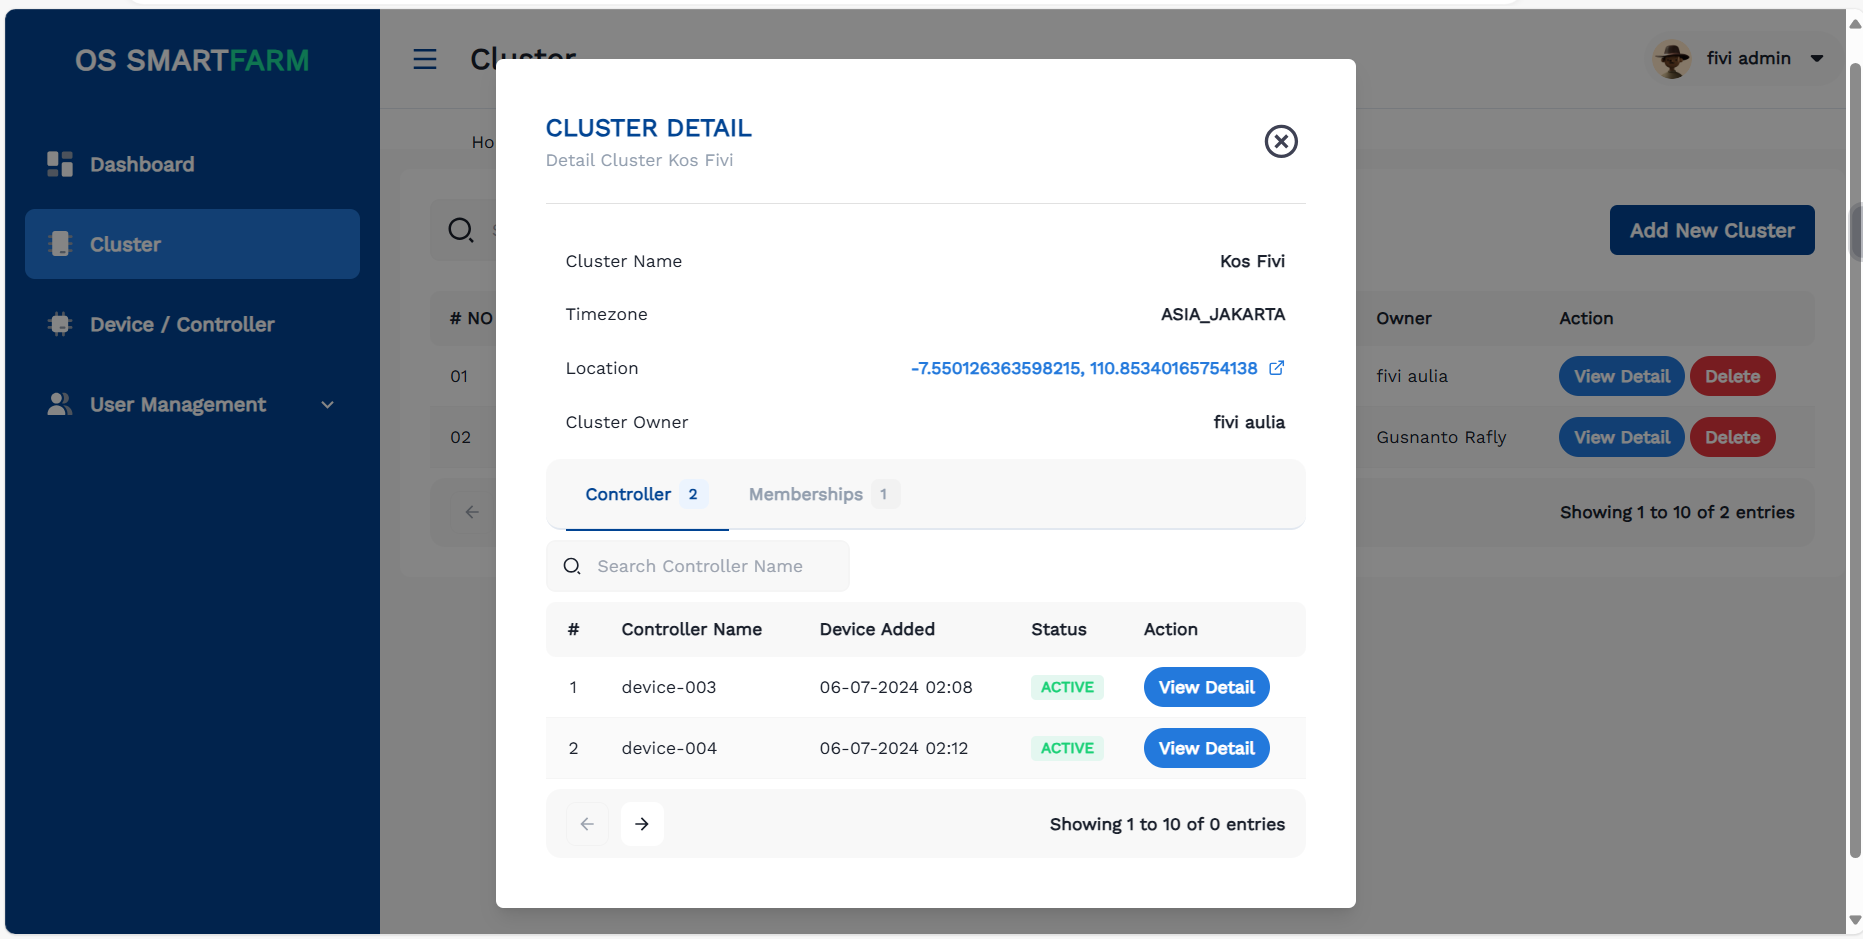 OS SMARTFARM
Dashboard
Cluster
Device / Controller
User Management
Cluster
fivi admin
Add New Cluster
# NO
Owner
Action
01
fivi aulia
View Detail
Delete
02
Gusnanto Rafly
View Detail
Delete
Showing 1 to 10 of 2 entries
CLUSTER DETAIL
Detail Cluster Kos Fivi
Cluster Name
Kos Fivi
Timezone
ASIA_JAKARTA
Location
-7.550126363598215, 110.85340165754138
Cluster Owner
fivi aulia
Controller 2
Memberships 1
Search Controller Name
# Controller Name Device Added Status Action
1 device-003 06-07-2024 02:08 ACTIVE View Detail
2 device-004 06-07-2024 02:12 ACTIVE View Detail
Showing 1 to 10 of 0 entries